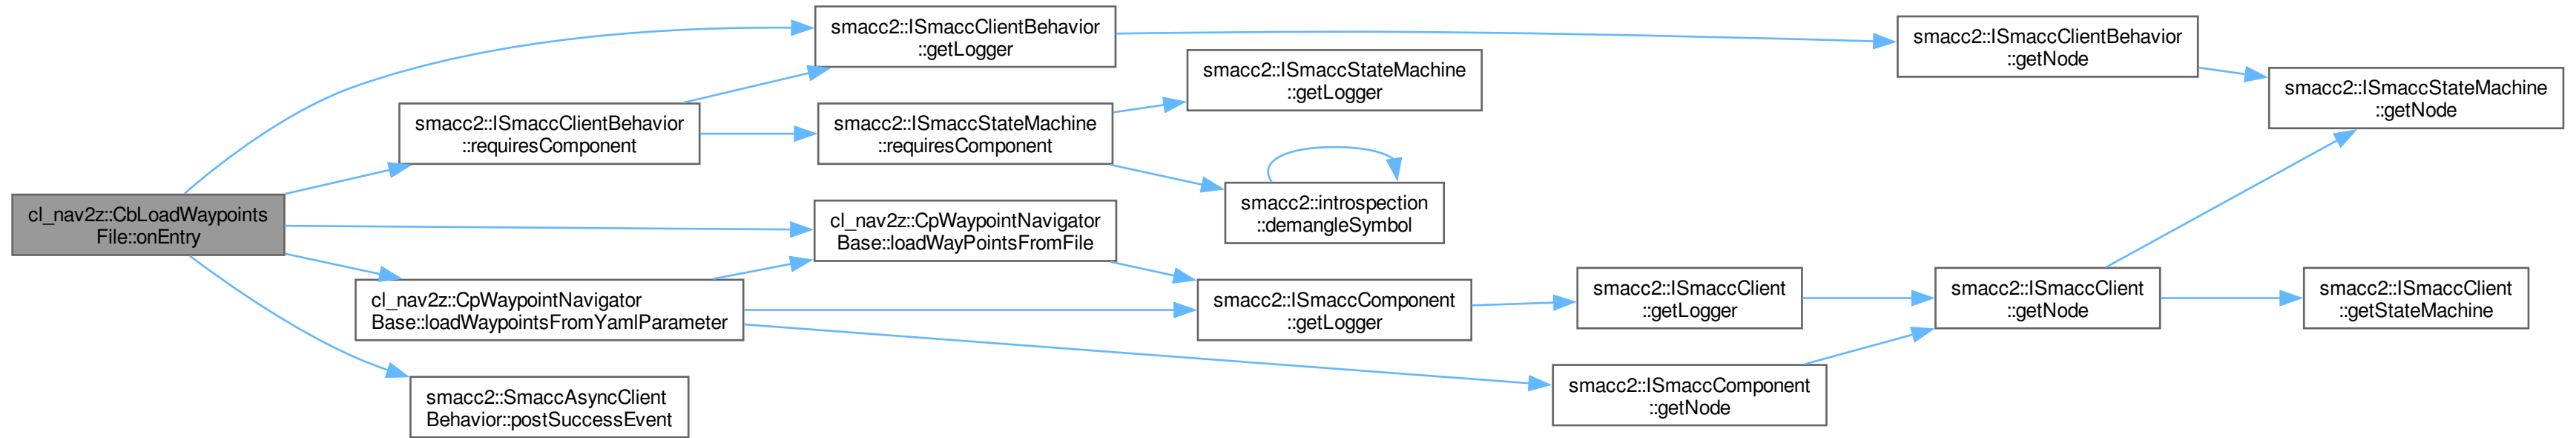 cl_nav2z::CbLoadWaypoints
File::onEntry
smacc2::ISmaccClientBehavior
::getLogger
smacc2::ISmaccClientBehavior
::getNode
smacc2::ISmaccStateMachine
::getNode
smacc2::ISmaccClientBehavior
::requiresComponent
smacc2::ISmaccStateMachine
::requiresComponent
smacc2::ISmaccStateMachine
::getLogger
smacc2::introspection
::demangleSymbol
cl_nav2z::CpWaypointNavigator
Base::loadWayPointsFromFile
smacc2::ISmaccComponent
::getLogger
smacc2::ISmaccClient
::getLogger
smacc2::ISmaccClient
::getNode
smacc2::ISmaccClient
::getStateMachine
cl_nav2z::CpWaypointNavigator
Base::loadWaypointsFromYamlParameter
smacc2::ISmaccComponent
::getNode
smacc2::SmaccAsyncClient
Behavior::postSuccessEvent